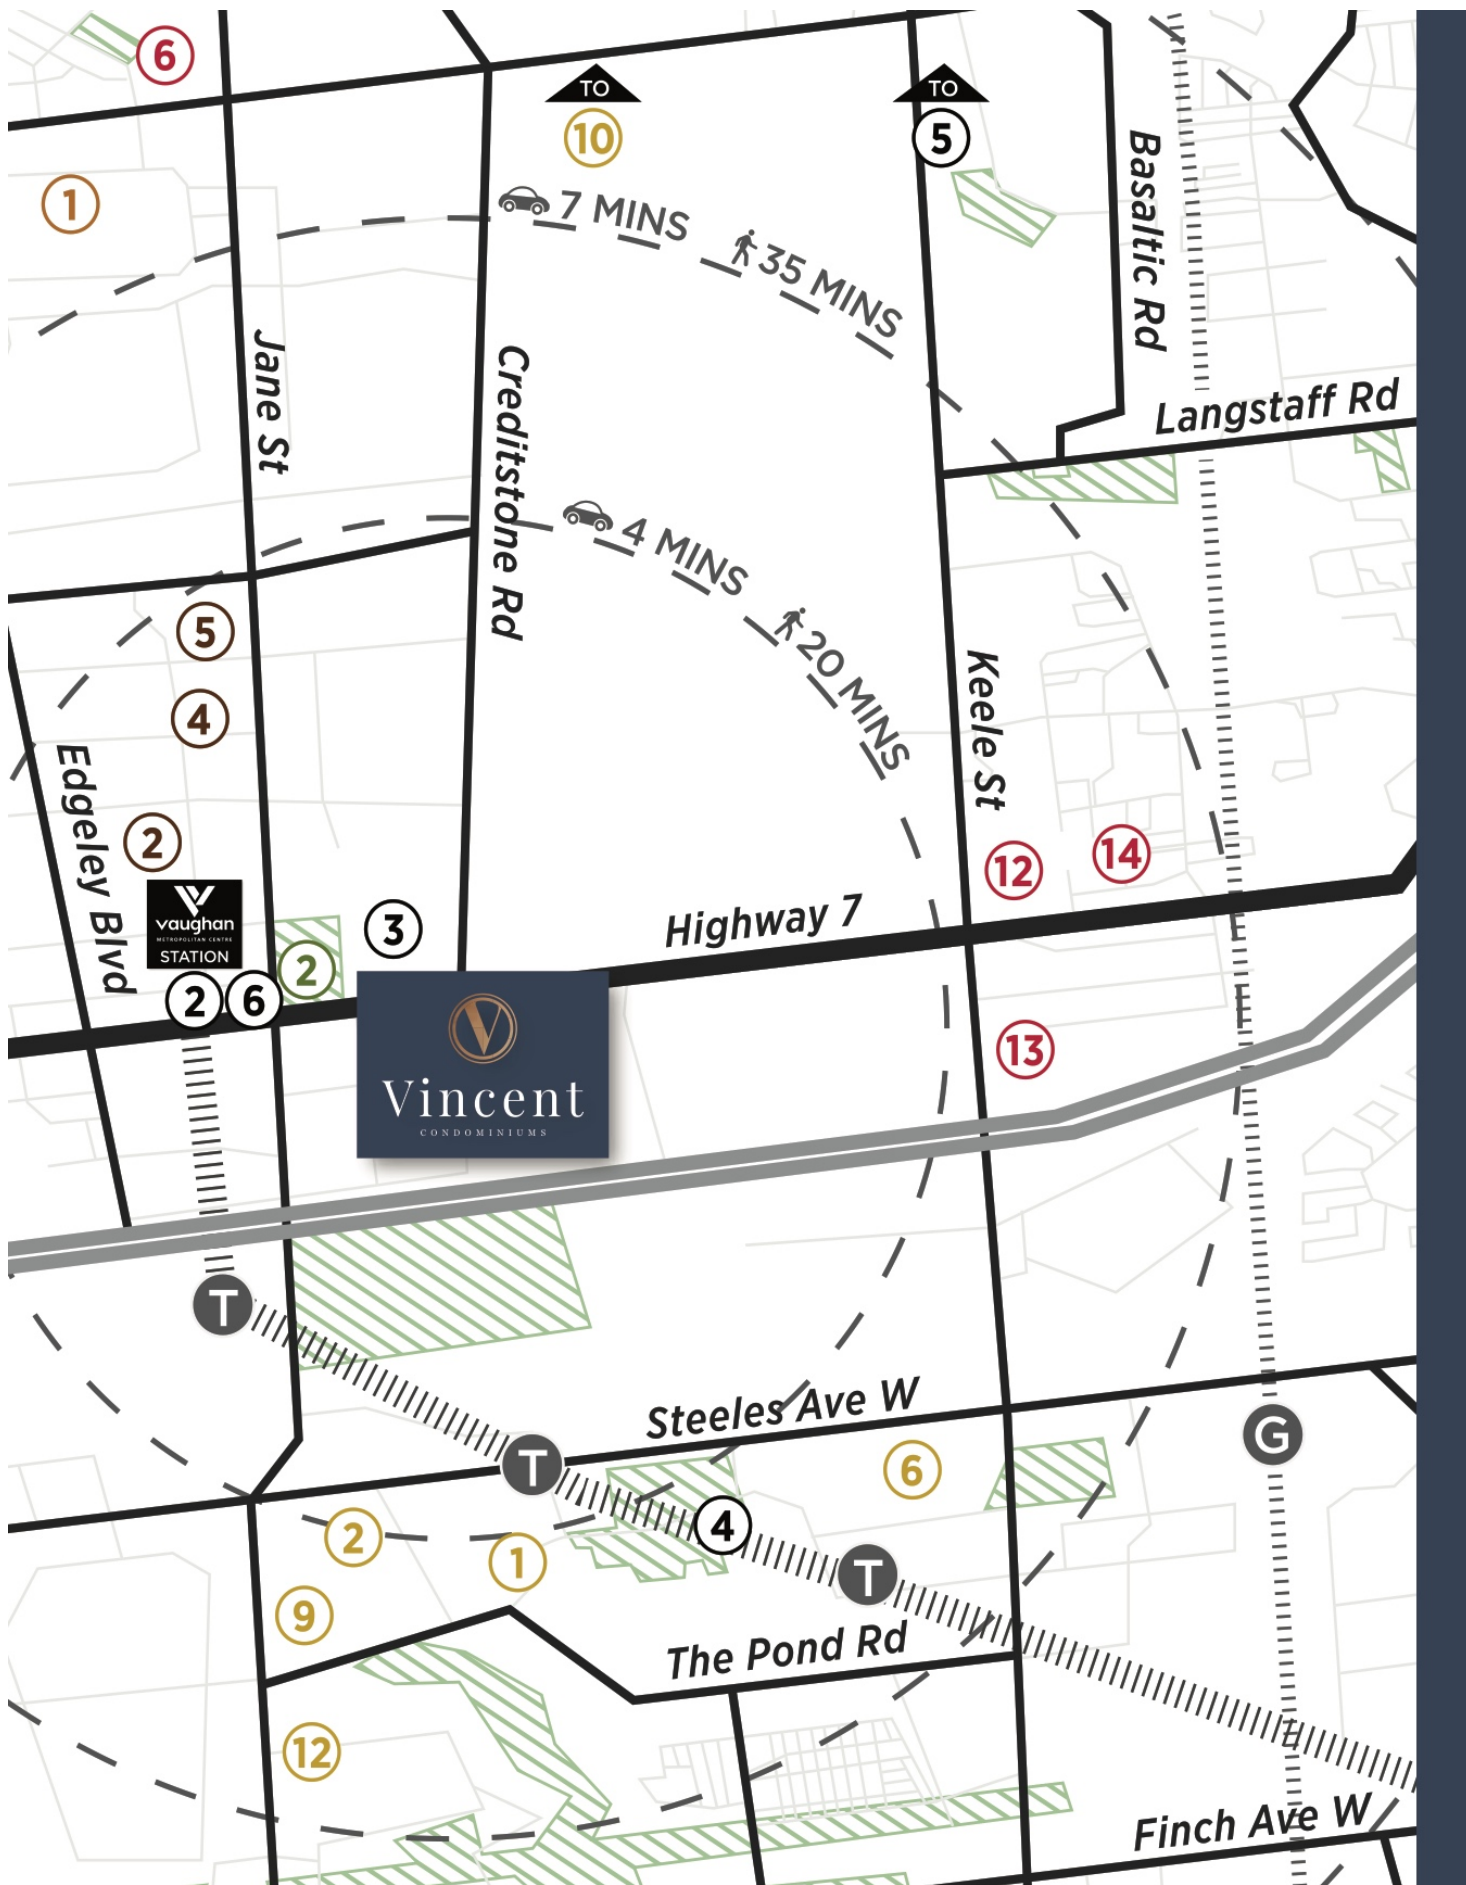 6
TO
10
TO
5
1
7 MINS
35 MINS
Basaltic Rd
Langstaff Rd
Jane St
Creditstone Rd
4 MINS
20 MINS
5
4
Keele St
Edgeley Blvd
2
12
14
vaughan
METROPOLITAN CENTRE
STATION
3
Highway 7
2
2
6
V
Vincent
CONDOMINIUMS
13
T
Steeles Ave W
G
T
6
2
1
4
T
9
The Pond Rd
12
Finch Ave W